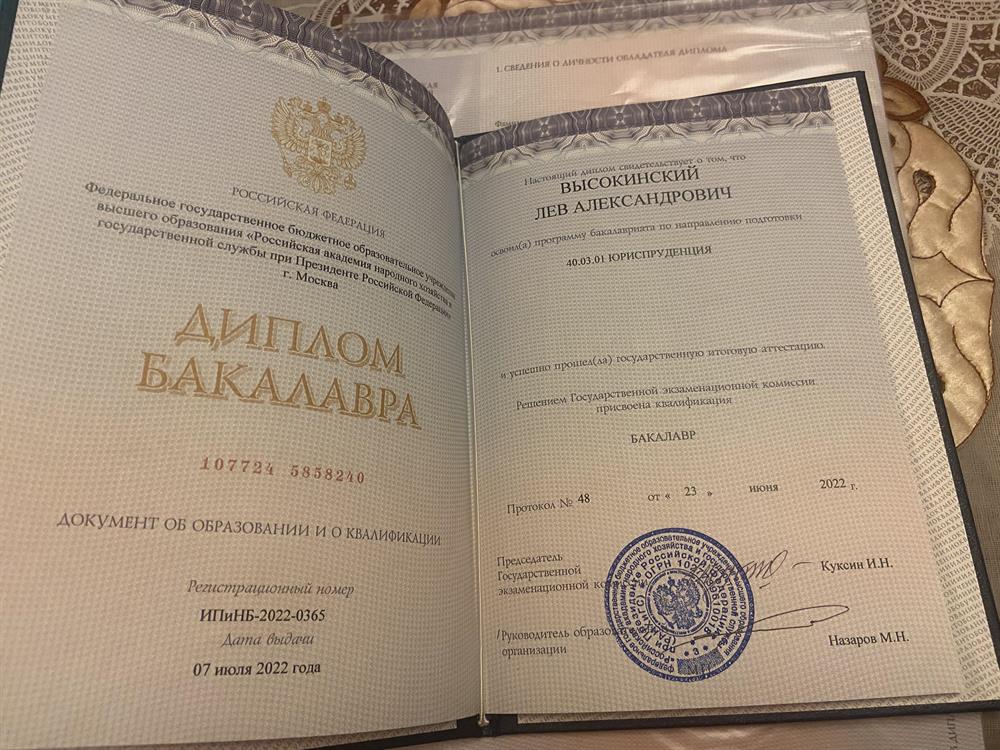 РОССИЙСКАЯ ФЕДЕРАЦИЯ
Федеральное государственное бюджетное образовательное учреждение
высшего образования «Российская академия народного хозяйства и
государственной службы при Президенте Российской Федерации»
г. Москва
ДИПЛОМ
БАКАЛАВРА
107724 5858240
ДОКУМЕНТ ОБ ОБРАЗОВАНИИ И О КВАЛИФИКАЦИИ
Регистрационный номер
ИПиНБ-2022-0365
Дата выдачи
07 июля 2022 года
1. СВЕДЕНИЯ О ЛИЧНОСТИ ОБЛАДАТЕЛЯ ДИПЛОМА
Настоящий диплом свидетельствует о том, что
ВЫСОКИНСКИЙ
ЛЕВ АЛЕКСАНДРОВИЧ
освоил(а) программу бакалавриата по направлению подготовки
40.03.01 ЮРИСПРУДЕНЦИЯ
и успешно прошел(ла) государственную итоговую аттестацию.
Решением Государственной экзаменационной комиссии
присвоена квалификация
БАКАЛАВР
Протокол № 48 от « 23 » июня 2022 г.
Председатель
Государственной
экзаменационной Куксин И.Н.
/Руководитель
организации Назаров М.Н.
М.П.